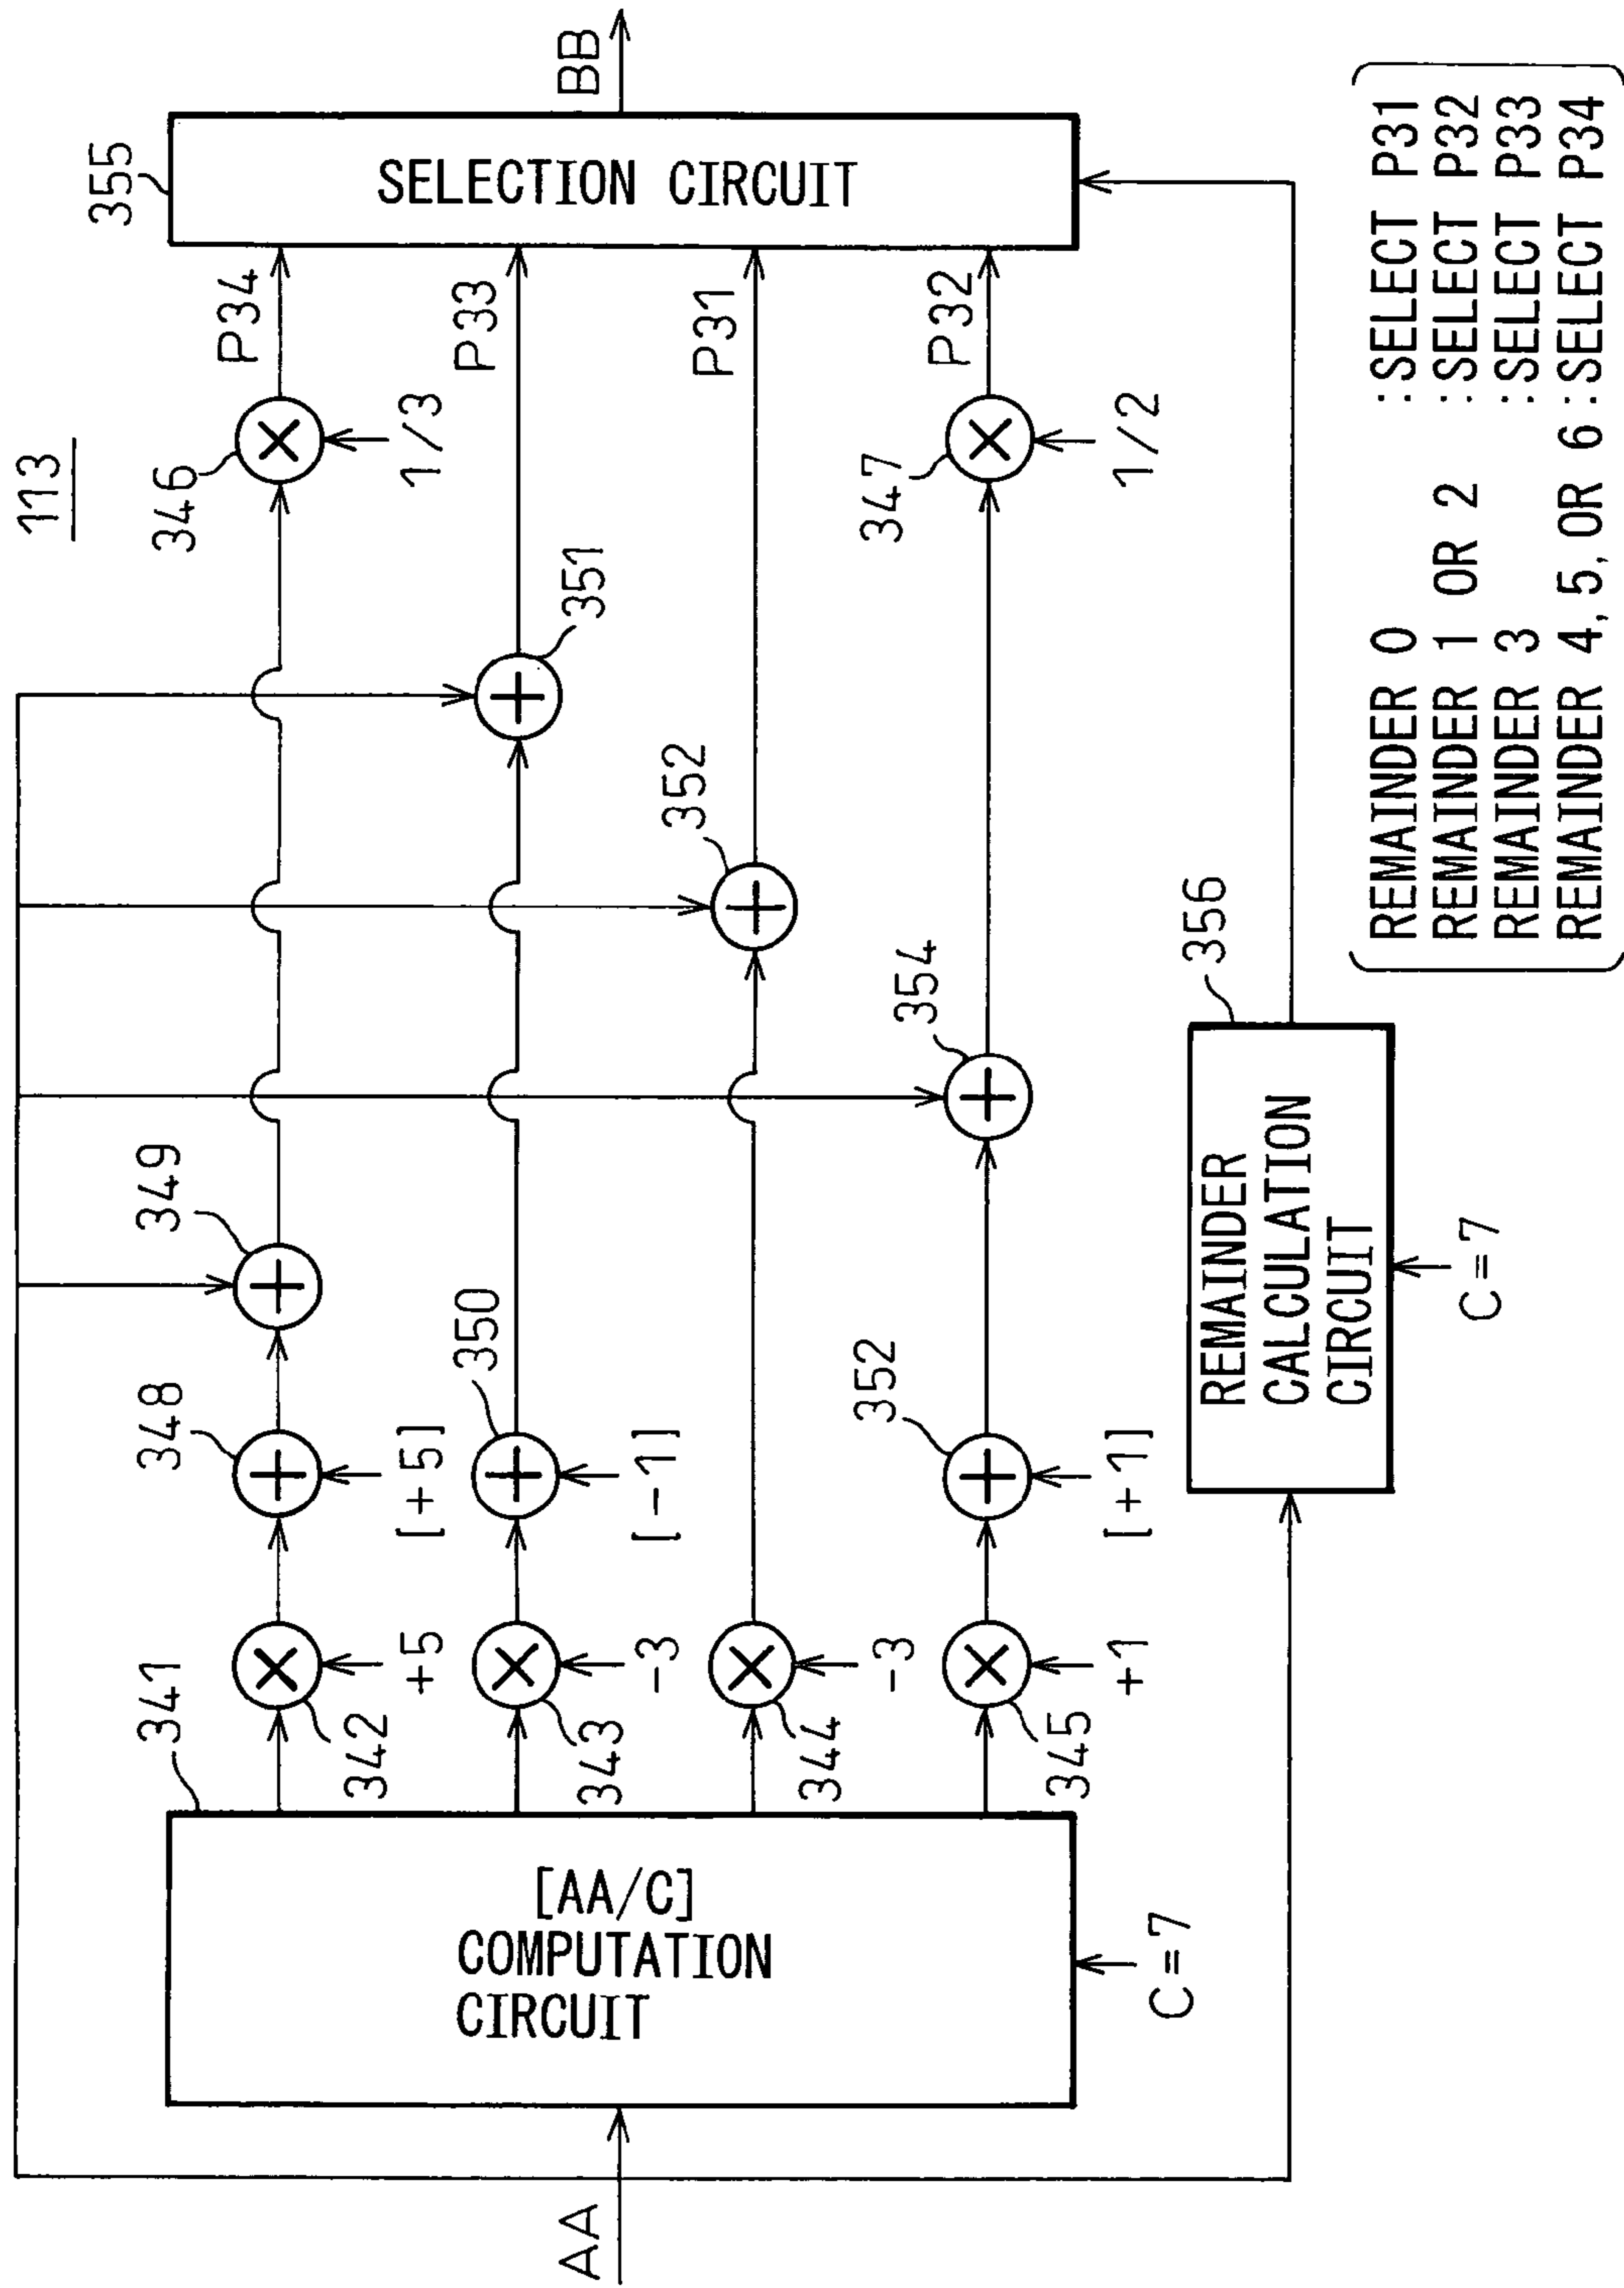 113
AA
[AA/C]
COMPUTATION
CIRCUIT
C=7
341
342
+5
343
-3
344
-3
345
+1
348
[+5]
350
[-1]
352
[+1]
349
354
352
351
346
1/3
347
1/2
P34
P33
P31
P32
355
SELECTION CIRCUIT
BB
356
REMAINDER
CALCULATION
CIRCUIT
C=7
REMAINDER 0 :SELECT P31
REMAINDER 1 OR 2 :SELECT P32
REMAINDER 3 :SELECT P33
REMAINDER 4, 5, OR 6:SELECT P34